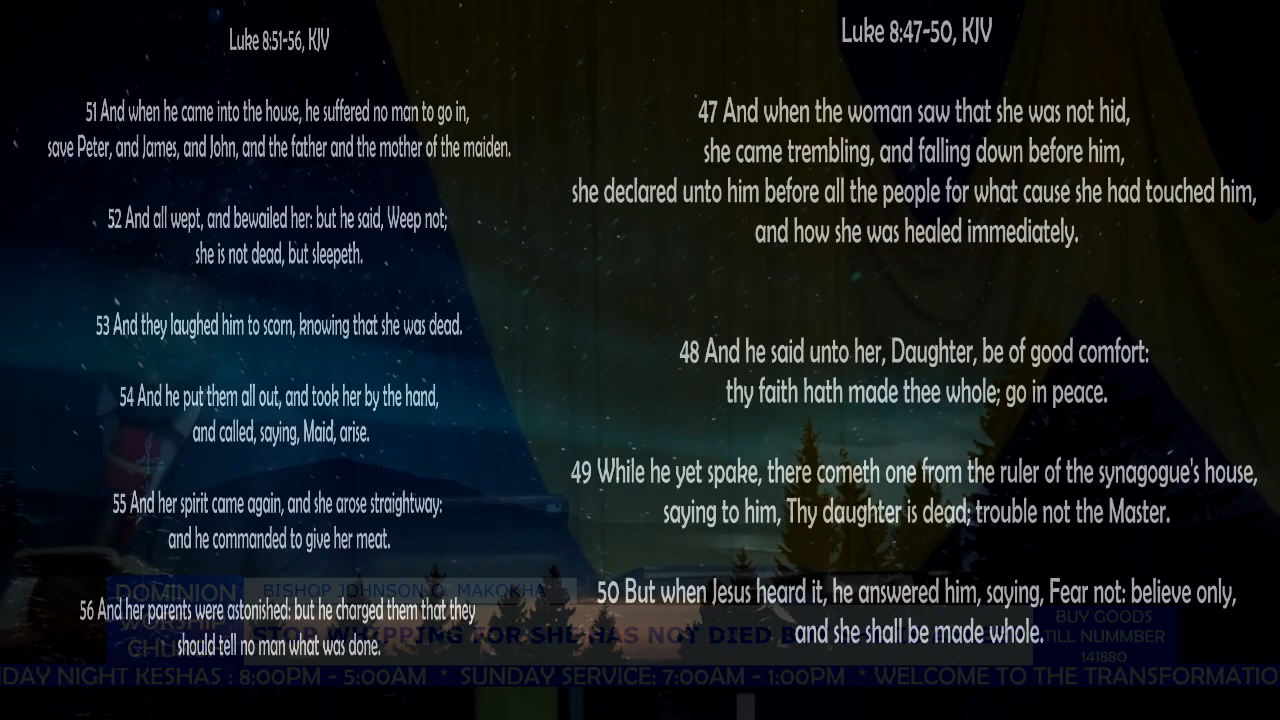 Luke 8:51-56, KJV
51 And when he came into the house, he suffered no man to go in,
save Peter, and James, and John, and the father and the mother of the maiden.
52 And all wept, and bewailed her: but he said, Weep not;
she is not dead, but sleepeth.
53 And they laughed him to scorn, knowing that she was dead.
54 And he put them all out, and took her by the hand,
and called, saying, Maid, arise.
55 And her spirit came again, and she arose straightway:
and he commanded to give her meat.
56 And her parents were astonished: but he charged them that they
should tell no man what was done.
Luke 8:47-50, KJV
47 And when the woman saw that she was not hid,
she came trembling, and falling down before him,
she declared unto him before all the people for what cause she had touched him,
and how she was healed immediately.
48 And he said unto her, Daughter, be of good comfort:
thy faith hath made thee whole; go in peace.
49 While he yet spake, there cometh one from the ruler of the synagogue's house,
saying to him, Thy daughter is dead; trouble not the Master.
50 But when Jesus heard it, he answered him, saying, Fear not: believe only,
and she shall be made whole.
DOMINION
BISHOP JOHNSON O. MAKOKHA
STOP WHIPPING FOR SHE HAS NOT DIED
BUY GOODS
TILL NUMMBER
141880
DAY NIGHT KESHAS : 8:00PM - 5:00AM * SUNDAY SERVICE: 7:00AM - 1:00PM * WELCOME TO THE TRANSFORMATIO